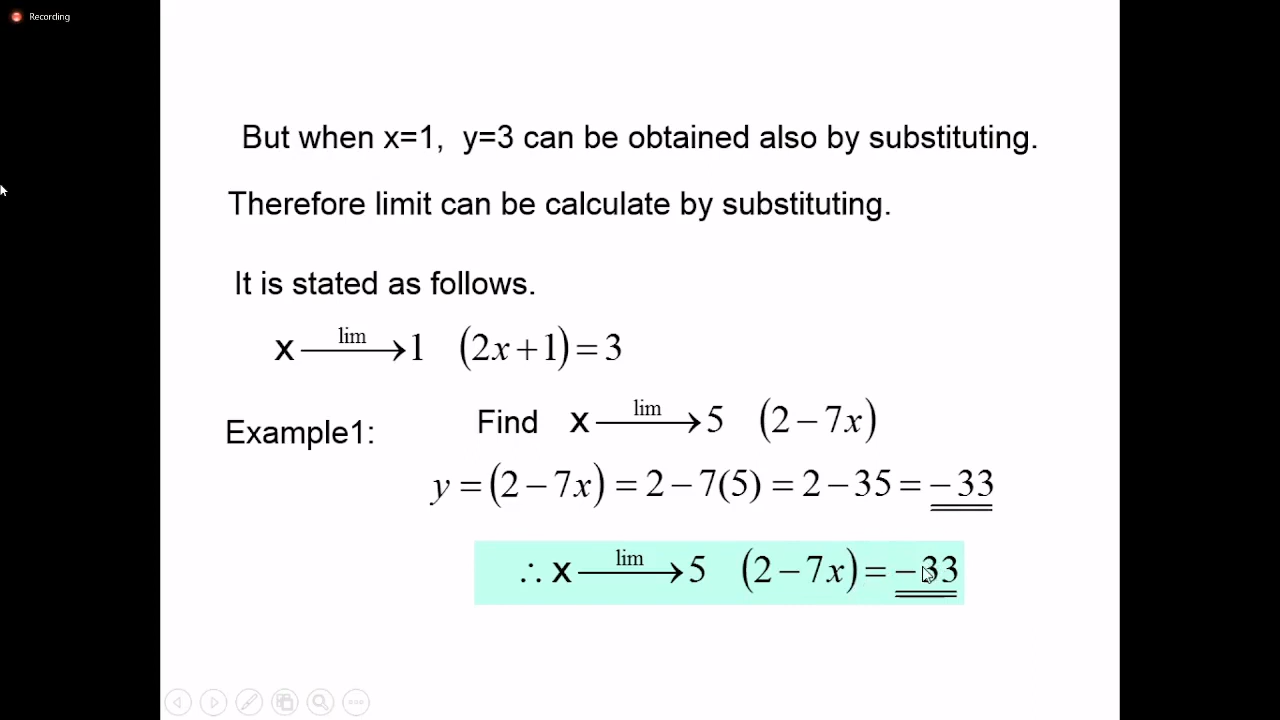 Recording
But when x=1, y=3 can be obtained also by substituting.
Therefore limit can be calculate by substituting.
It is stated as follows.
x —lim→ 1 (2x+1) = 3
Example1: Find x —lim→ 5 (2 − 7x)
y = (2 − 7x) = 2 − 7(5) = 2 − 35 = −33
∴ x —lim→ 5 (2 − 7x) = −33